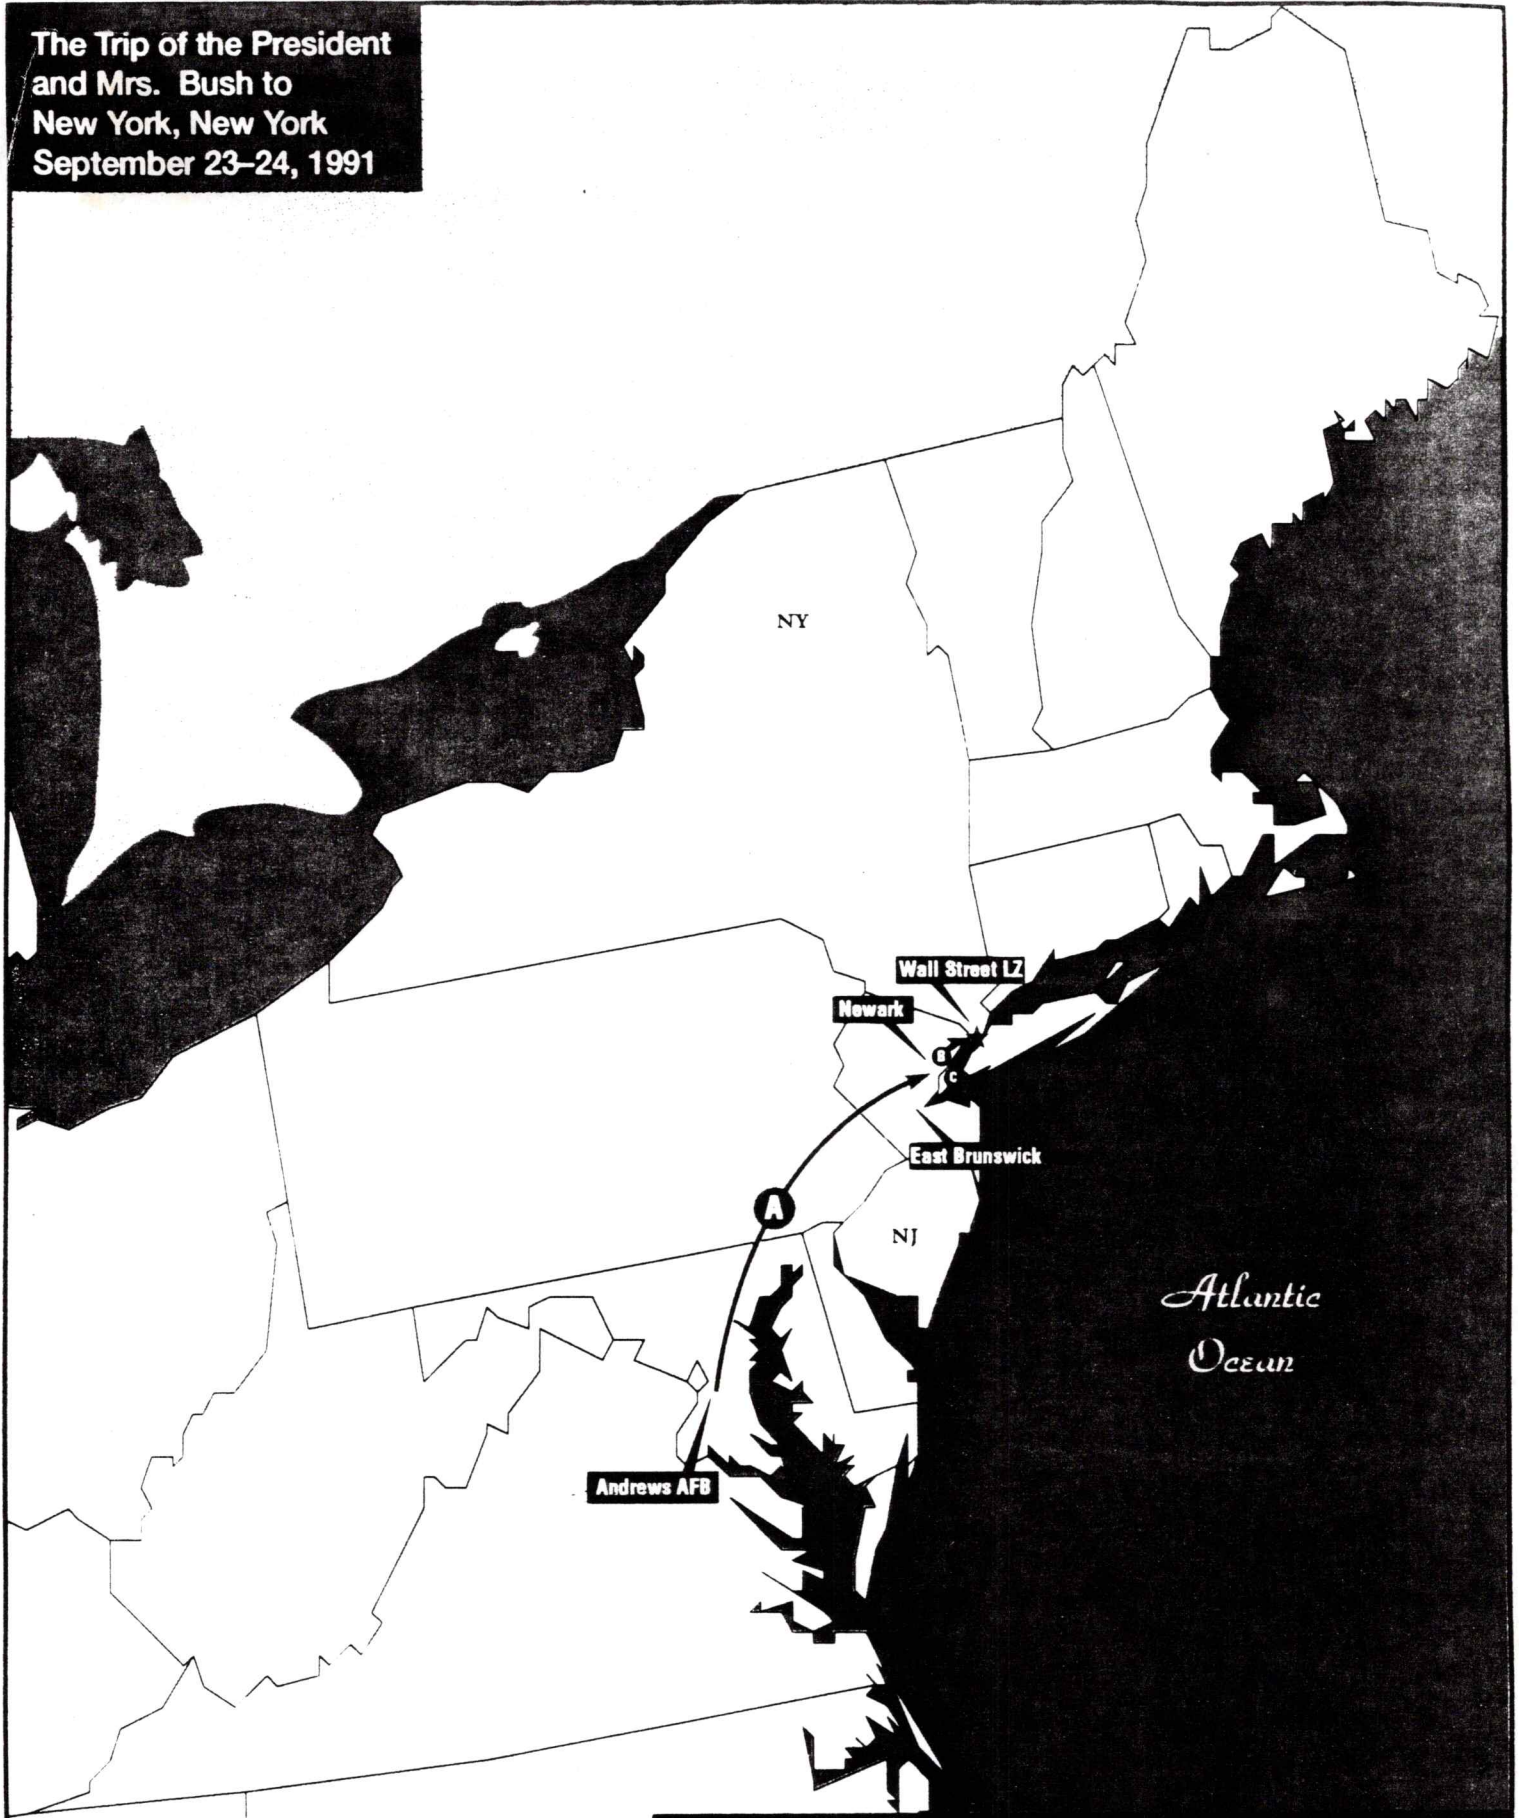 The Trip of the President
and Mrs. Bush to
New York, New York
September 23–24, 1991
NY
Wall Street LZ
Newark
B
C
East Brunswick
A
NJ
Atlantic
Ocean
Andrews AFB